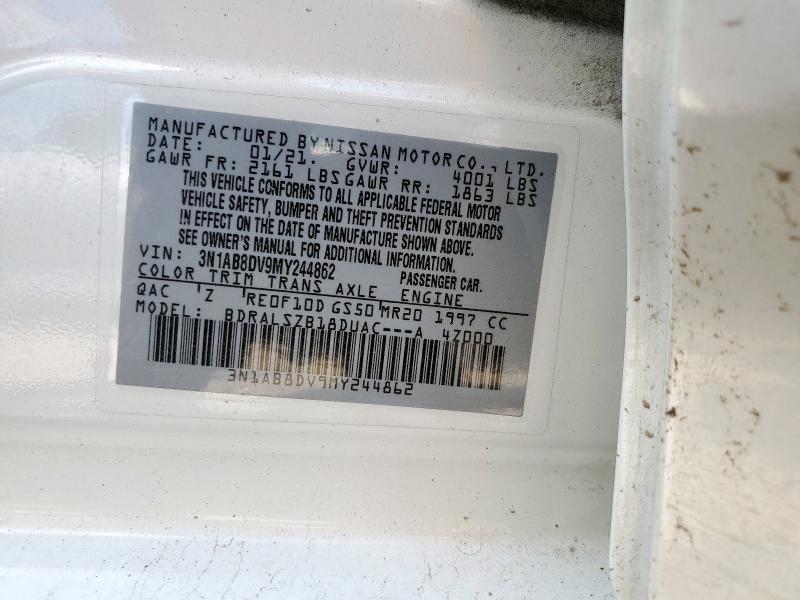 MANUFACTURED BY NISSAN MOTOR CO., LTD.
DATE: 01/21. GVWR: 4001 LBS
GAWR FR: 2161 LBS GAWR RR: 1863 LBS
THIS VEHICLE CONFORMS TO ALL APPLICABLE FEDERAL MOTOR
VEHICLE SAFETY, BUMPER AND THEFT PREVENTION STANDARDS
IN EFFECT ON THE DATE OF MANUFACTURE SHOWN ABOVE.
SEE OWNER'S MANUAL FOR ADDITIONAL INFORMATION.
VIN: 3N1AB8DV9MY244862 PASSENGER CAR.
COLOR TRIM TRANS AXLE ENGINE
QAC Z RE0F10D GS50 MR20 1997 CC
MODEL: BDRALSZB18DUAC---A 47000
3N1AB8DV9MY244862